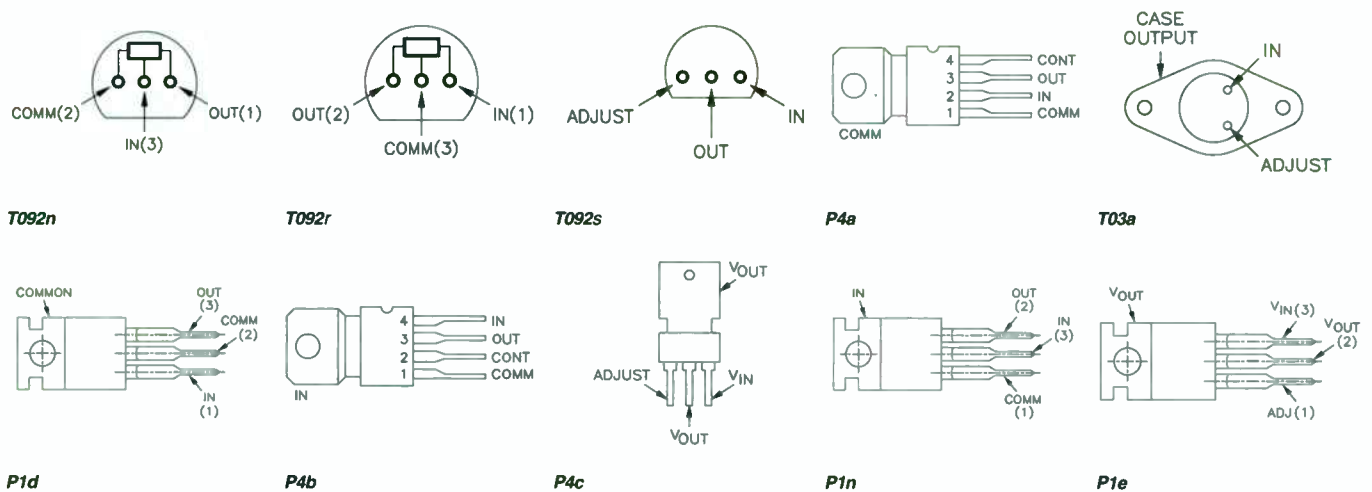 COMM(2)
IN(3)
OUT(1)
T092n
OUT(2)
COMM(3)
IN(1)
T092r
ADJUST
OUT
IN
T092s
COMM
4 CONT
3 OUT
2 IN
1 COMM
P4a
CASE
OUTPUT
IN
ADJUST
T03a
COMMON
OUT
(3)
COMM
(2)
IN
(1)
P1d
IN
4 IN
3 OUT
2 CONT
1 COMM
P4b
VOUT
ADJUST
VIN
VOUT
P4c
IN
OUT
(2)
IN
(3)
COMM
(1)
P1n
VOUT
VIN(3)
VOUT
(2)
ADJ(1)
P1e